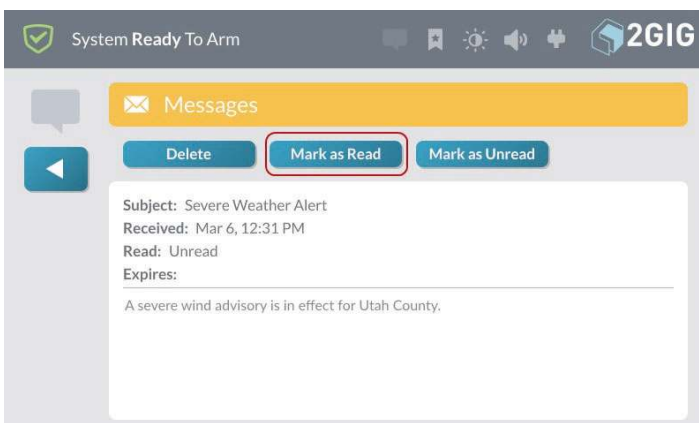 System Ready To Arm
2GIG
Messages
Delete
Mark as Read
Mark as Unread
Subject: Severe Weather Alert
Received: Mar 6, 12:31 PM
Read: Unread
Expires:
A severe wind advisory is in effect for Utah County.